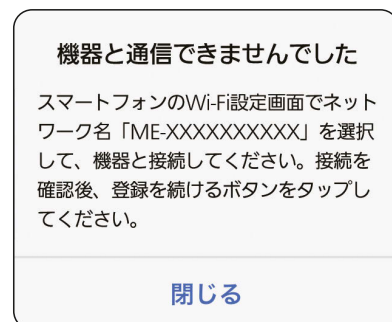 機器と通信できませんでした
スマートフォンのWi-Fi設定画面でネット
ワーク名「ME-XXXXXXXXXX」を選択
して、機器と接続してください。接続を
確認後、登録を続けるボタンをタップし
てください。
閉じる